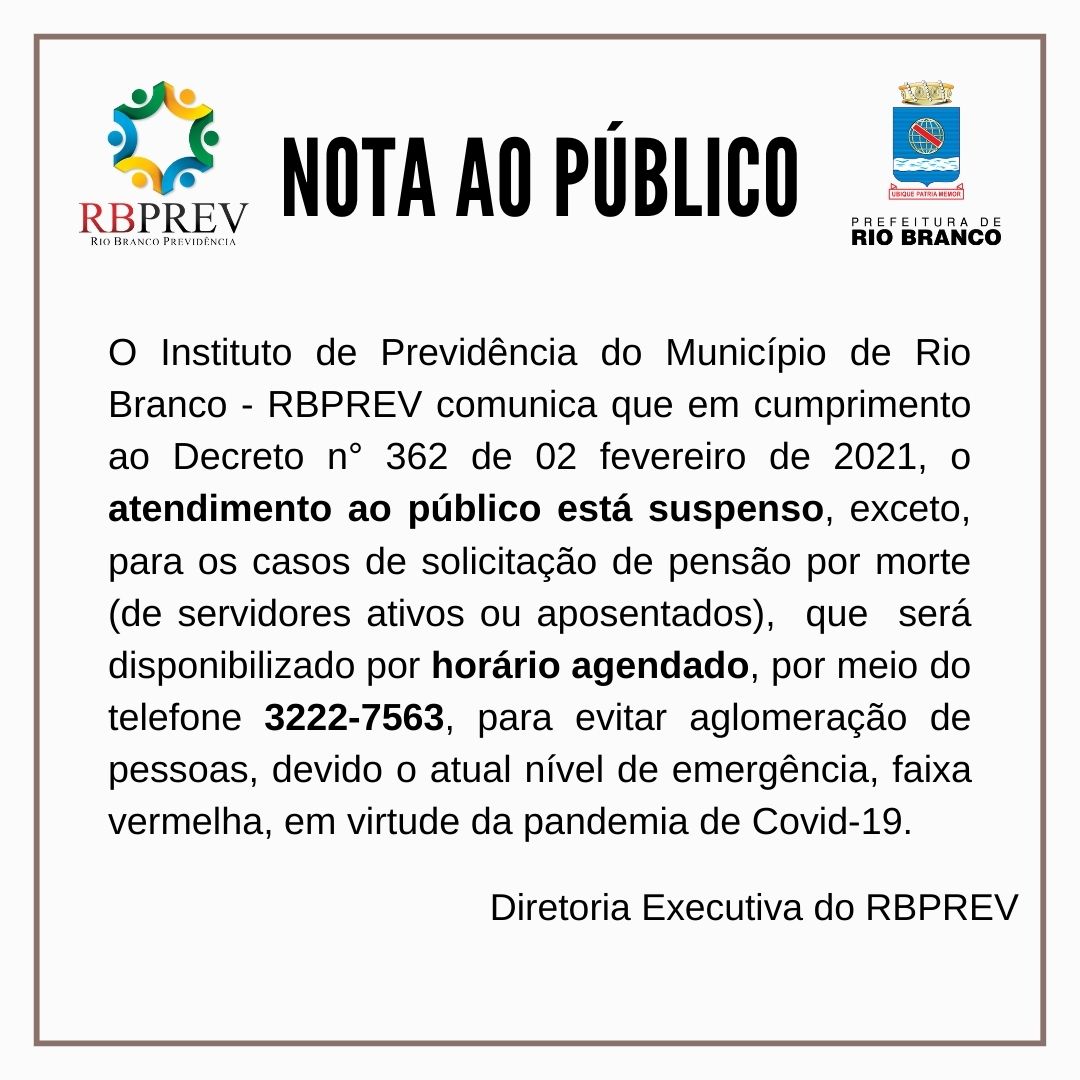 RBPREV
RIO BRANCO PREVIDÊNCIA
NOTA AO PÚBLICO
UBIQUE PATRIA MEMOR
PREFEITURA DE
RIO BRANCO
O Instituto de Previdência do Município de Rio
Branco - RBPREV comunica que em cumprimento
ao Decreto n° 362 de 02 fevereiro de 2021, o
atendimento ao público está suspenso, exceto,
para os casos de solicitação de pensão por morte
(de servidores ativos ou aposentados), que será
disponibilizado por horário agendado, por meio do
telefone 3222-7563, para evitar aglomeração de
pessoas, devido o atual nível de emergência, faixa
vermelha, em virtude da pandemia de Covid-19.
Diretoria Executiva do RBPREV